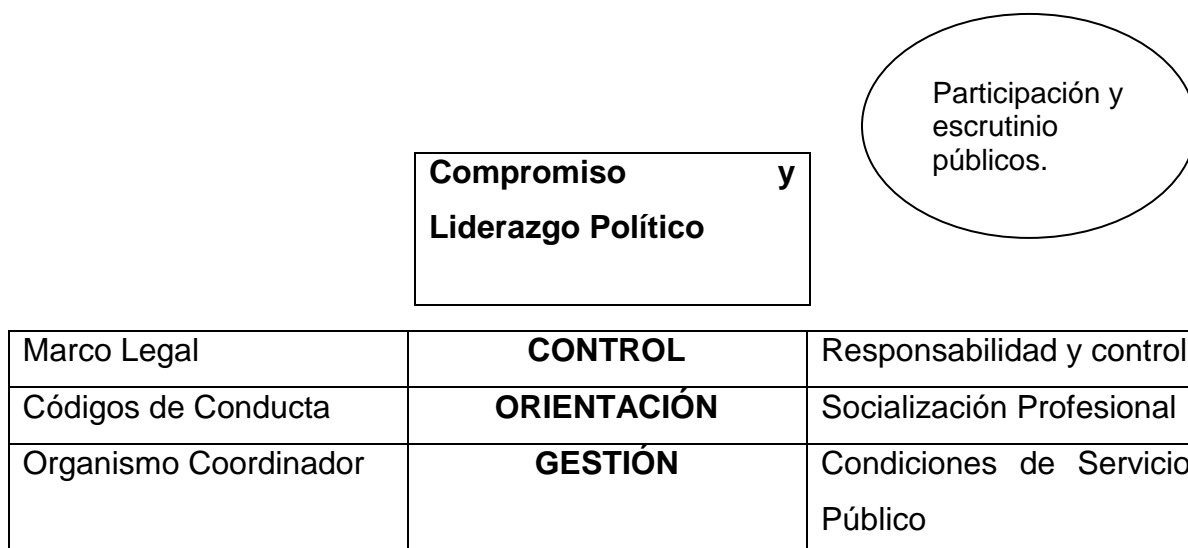 Participación y
escrutinio
públicos.
Compromiso y
Liderazgo Político
Marco Legal CONTROL Responsabilidad y control
Códigos de Conducta ORIENTACIÓN Socialización Profesional
Organismo Coordinador GESTIÓN Condiciones de Servicio
Público